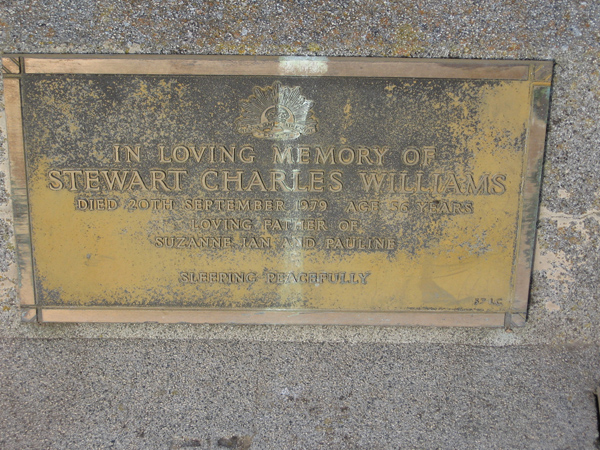 IN LOVING MEMORY OF
STEWART CHARLES WILLIAMS
DIED 20TH SEPTEMBER 1979 AGE 56 YEARS
LOVING FATHER OF
SUZANNE, IAN AND PAULINE
SLEEPING PEACEFULLY